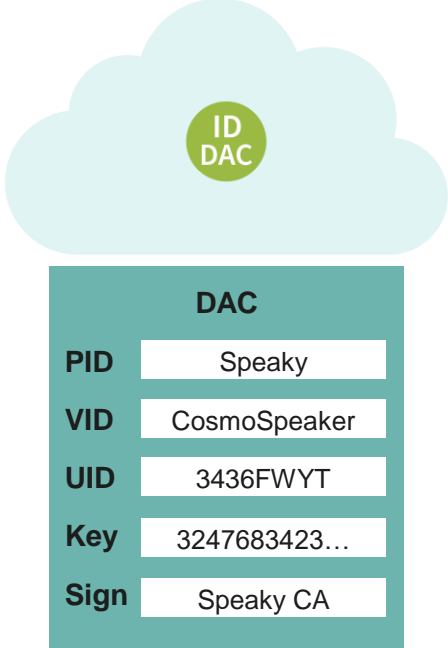 ID
DAC
DAC
PID Speaky
VID CosmoSpeaker
UID 3436FWYT
Key 3247683423…
Sign Speaky CA